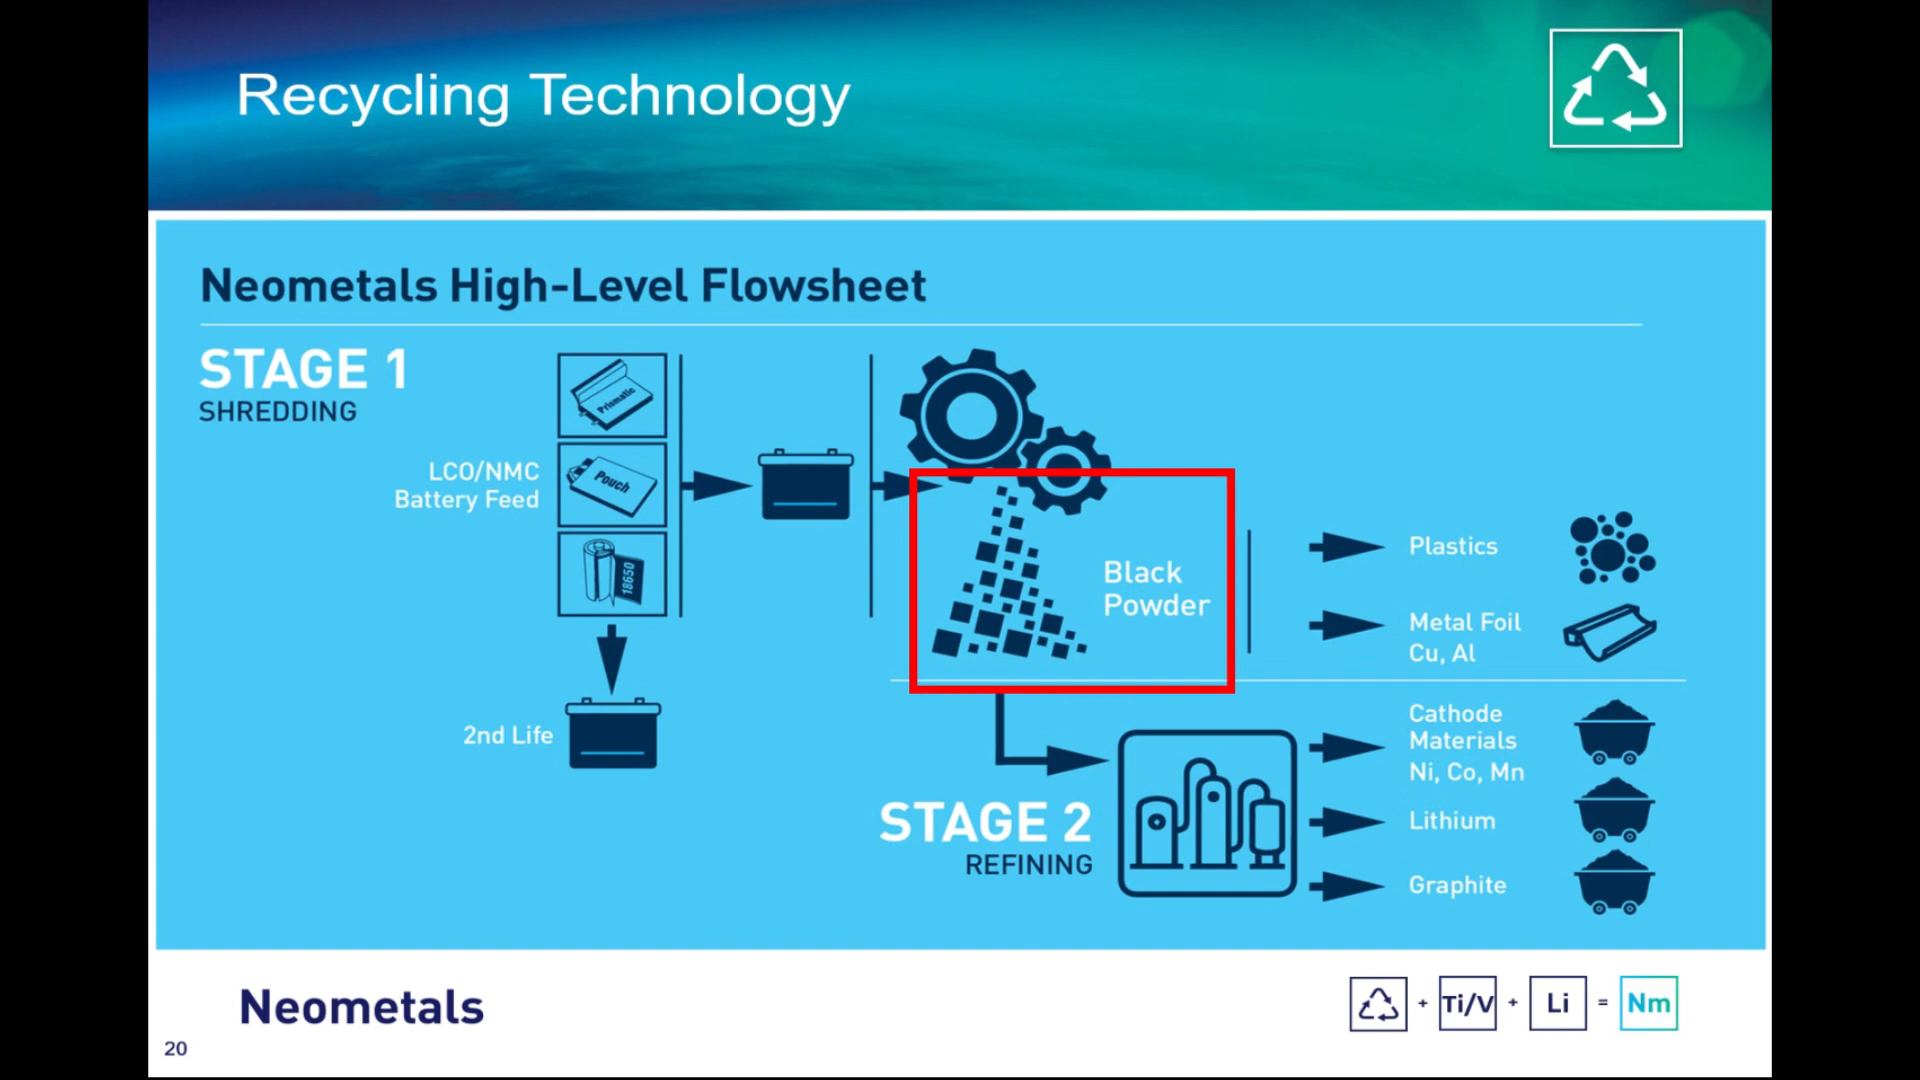 Recycling Technology
Neometals High-Level Flowsheet
STAGE 1
SHREDDING
LCO/NMC
Battery Feed
Prismatic
Pouch
18650
2nd Life
Black
Powder
Plastics
Metal Foil
Cu, Al
STAGE 2
REFINING
Cathode
Materials
Ni, Co, Mn
Lithium
Graphite
Neometals
+ Ti/V + Li = Nm
20